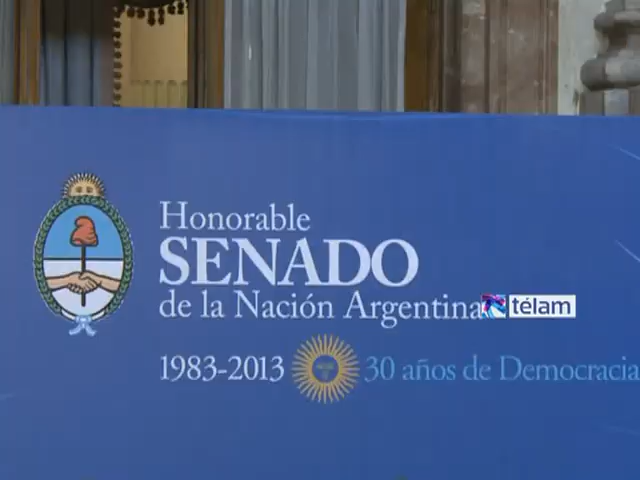 Honorable
SENADO
de la Nación Argentina
télam
1983-2013 30 años de Democracia